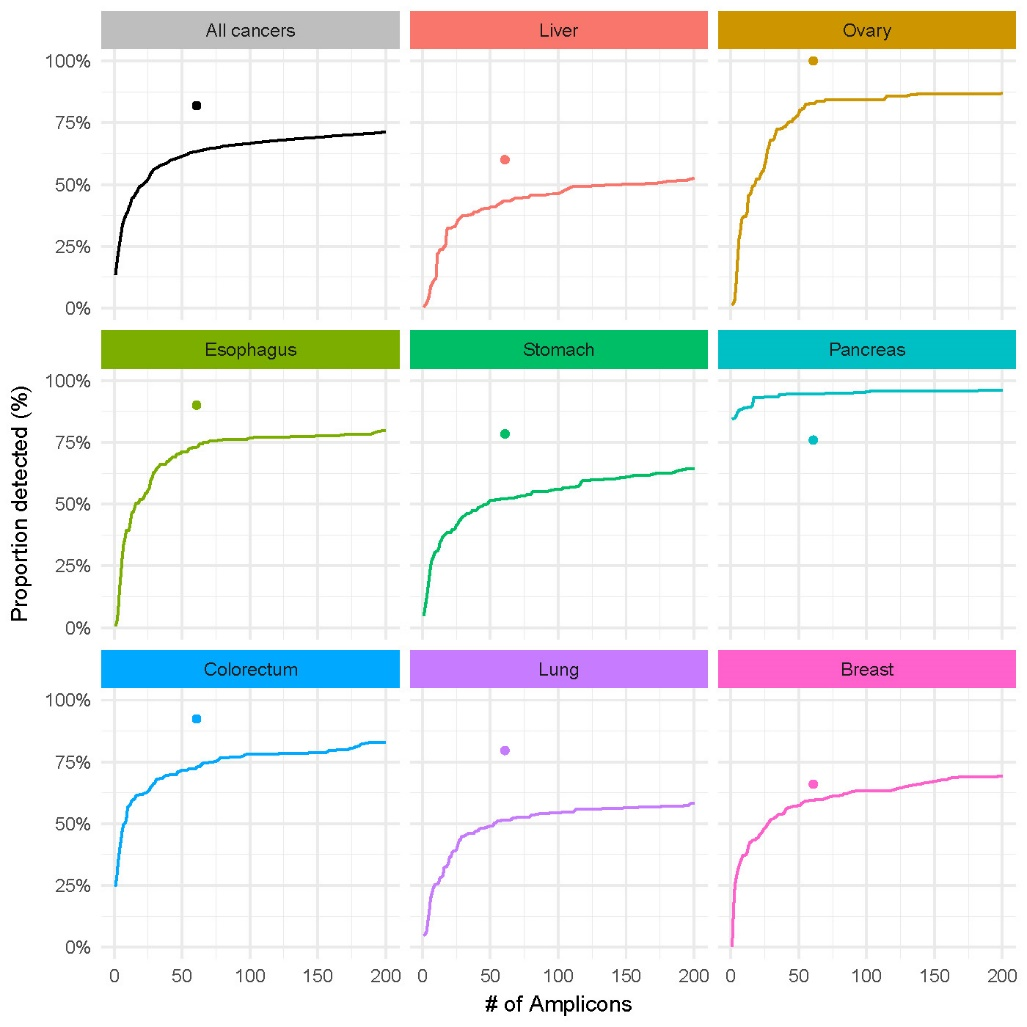 All cancers Liver Ovary
100%
75%
50%
25%
0%
Esophagus Stomach Pancreas
100%
75%
50%
25%
0%
Proportion detected (%)
Colorectum Lung Breast
100%
75%
50%
25%
0%
0 50 100 150 200 0 50 100 150 200 0 50 100 150 200
# of Amplicons